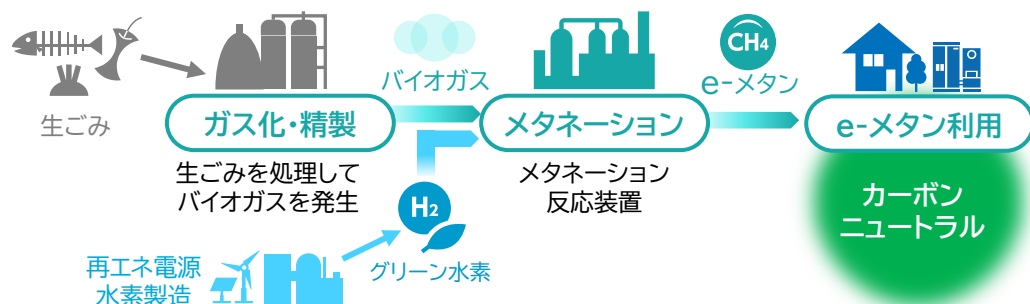 生ごみ
ガス化・精製
生ごみを処理して
バイオガスを発生
バイオガス
メタネーション
メタネーション
反応装置
CH4
e-メタン
e-メタン利用
カーボン
ニュートラル
H2
グリーン水素
再エネ電源
水素製造